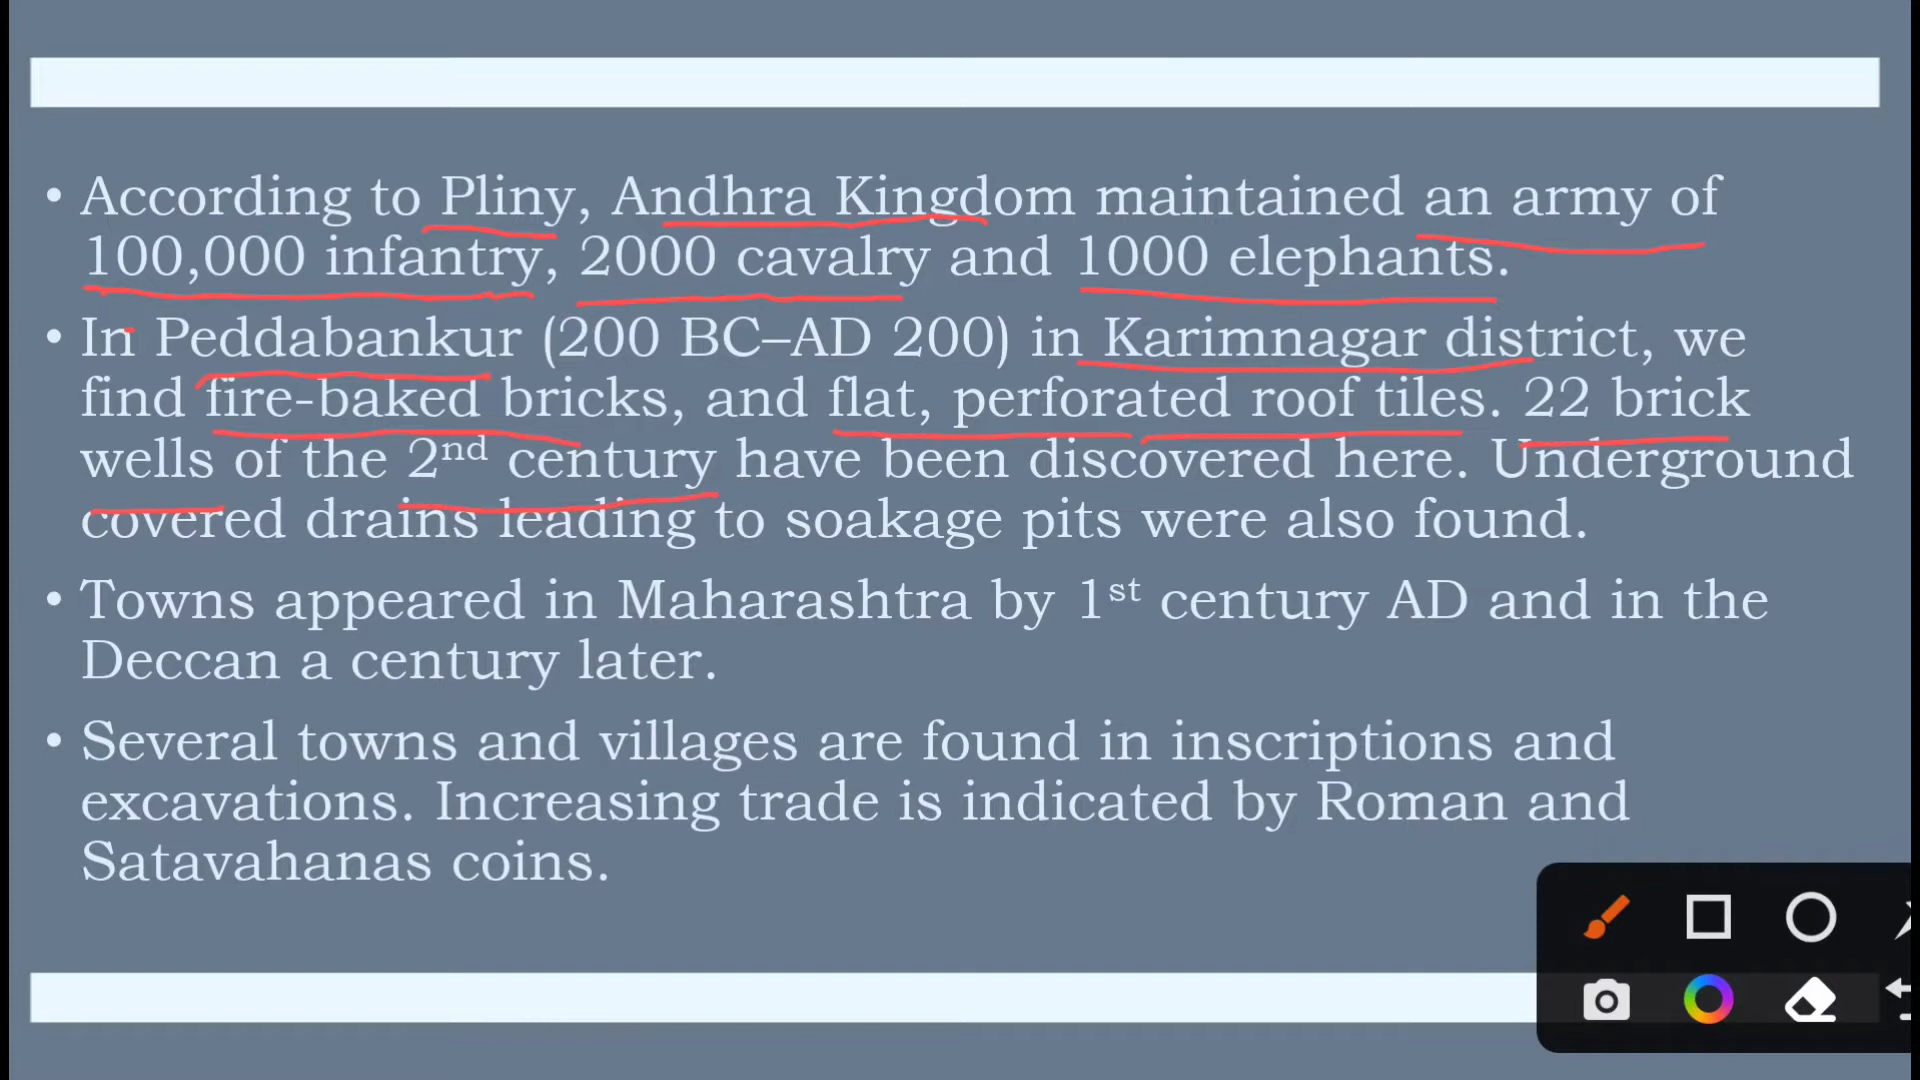 • According to Pliny, Andhra Kingdom maintained an army of
100,000 infantry, 2000 cavalry and 1000 elephants.
• In Peddabankur (200 BC–AD 200) in Karimnagar district, we
find fire-baked bricks, and flat, perforated roof tiles. 22 brick
wells of the 2nd century have been discovered here. Underground
covered drains leading to soakage pits were also found.
• Towns appeared in Maharashtra by 1st century AD and in the
Deccan a century later.
• Several towns and villages are found in inscriptions and
excavations. Increasing trade is indicated by Roman and
Satavahanas coins.